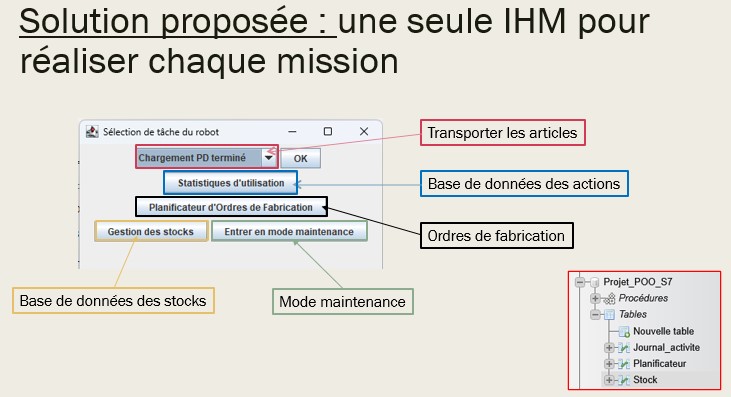 Solution proposée : une seule IHM pour
réaliser chaque mission
Sélection de tâche du robot
Transporter les articles
Chargement PD terminé
OK
Statistiques d'utilisation
Base de données des actions
Planificateur d'Ordres de Fabrication
Ordres de fabrication
Gestion des stocks
Entrer en mode maintenance
Base de données des stocks
Mode maintenance
Projet_POO_S7
Procédures
Tables
Nouvelle table
Journal_activite
Planificateur
Stock